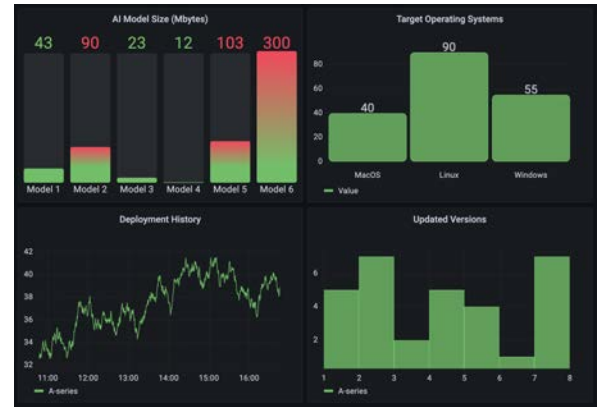 AI Model Size (Mbytes)
43 90 23 12 103 300
Model 1 Model 2 Model 3 Model 4 Model 5 Model 6
Target Operating Systems
90
80
60
55
40
40
20
0
MacOS Linux Windows
Value
Deployment History
42
40
38
36
34
32
11:00 12:00 13:00 14:00 15:00 16:00
A-series
Updated Versions
6
4
2
1 2 3 4 5 6 7 8
A-series